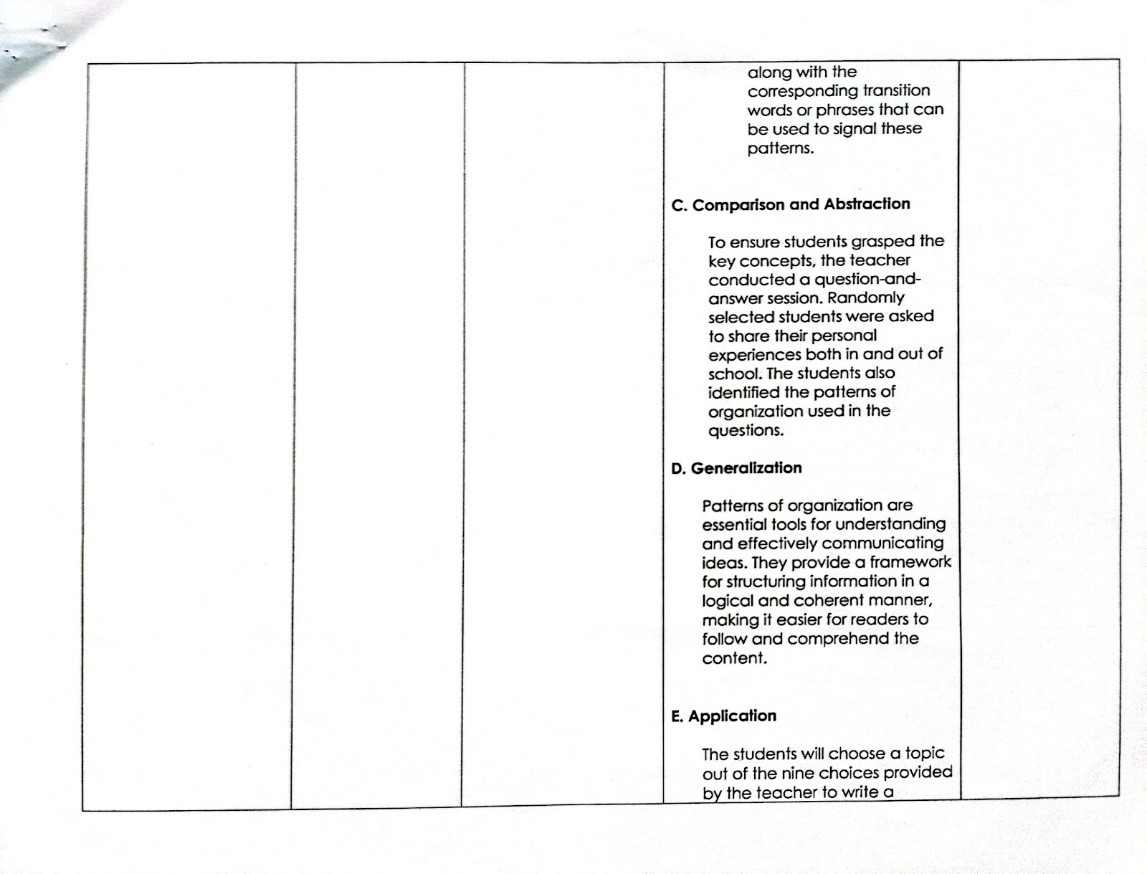 along with the
corresponding transition
words or phrases that can
be used to signal these
patterns.
C. Comparison and Abstraction
To ensure students grasped the
key concepts, the teacher
conducted a question-and-
answer session. Randomly
selected students were asked
to share their personal
experiences both in and out of
school. The students also
identified the patterns of
organization used in the
questions.
D. Generalization
Patterns of organization are
essential tools for understanding
and effectively communicating
ideas. They provide a framework
for structuring information in a
logical and coherent manner,
making it easier for readers to
follow and comprehend the
content.
E. Application
The students will choose a topic
out of the nine choices provided
by the teacher to write a